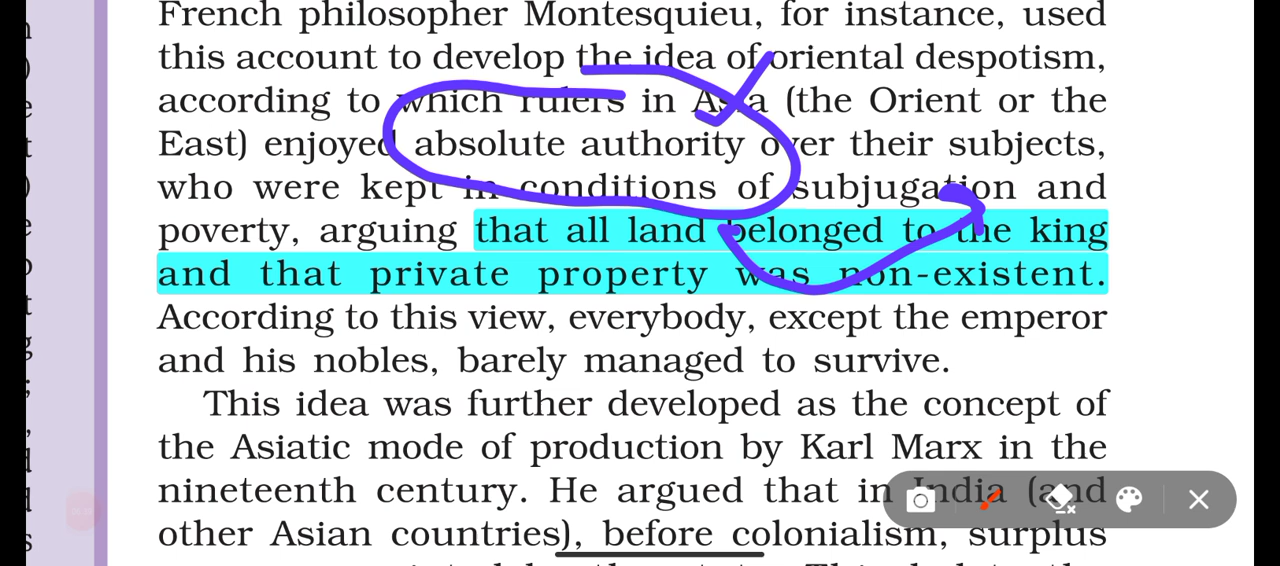 French philosopher Montesquieu, for instance, used
this account to develop the idea of oriental despotism,
according to which rulers in Asia (the Orient or the
East) enjoyed absolute authority over their subjects,
who were kept in conditions of subjugation and
poverty, arguing that all land belonged to the king
and that private property was non-existent.
According to this view, everybody, except the emperor
and his nobles, barely managed to survive.
This idea was further developed as the concept of
the Asiatic mode of production by Karl Marx in the
nineteenth century. He argued that in India (and
other Asian countries), before colonialism, surplus